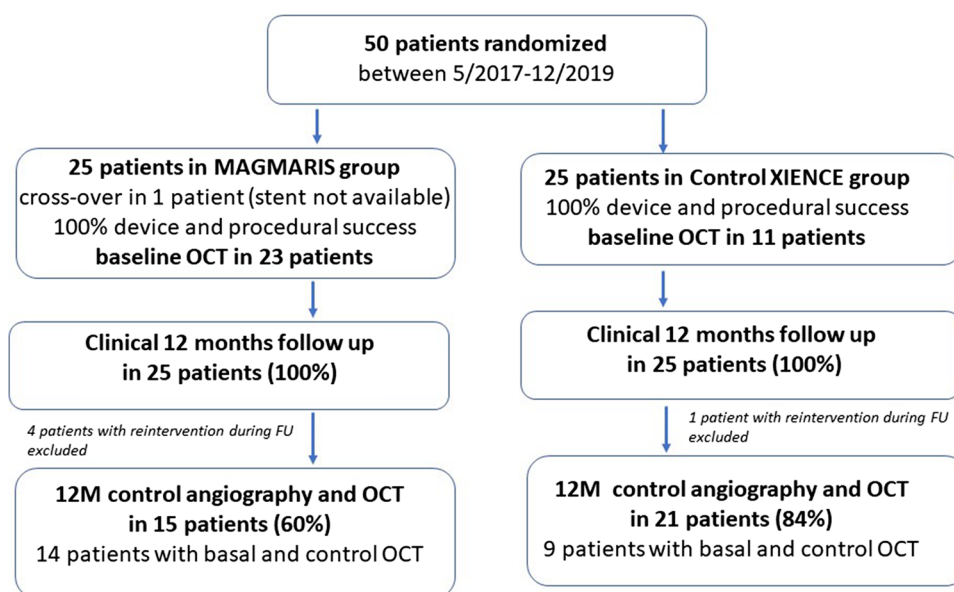 50 patients randomized
between 5/2017-12/2019
25 patients in MAGMARIS group
cross-over in 1 patient (stent not available)
100% device and procedural success
baseline OCT in 23 patients
25 patients in Control XIENCE group
100% device and procedural success
baseline OCT in 11 patients
Clinical 12 months follow up
in 25 patients (100%)
Clinical 12 months follow up
in 25 patients (100%)
4 patients with reintervention during FU
excluded
1 patient with reintervention during FU
excluded
12M control angiography and OCT
in 15 patients (60%)
14 patients with basal and control OCT
12M control angiography and OCT
in 21 patients (84%)
9 patients with basal and control OCT